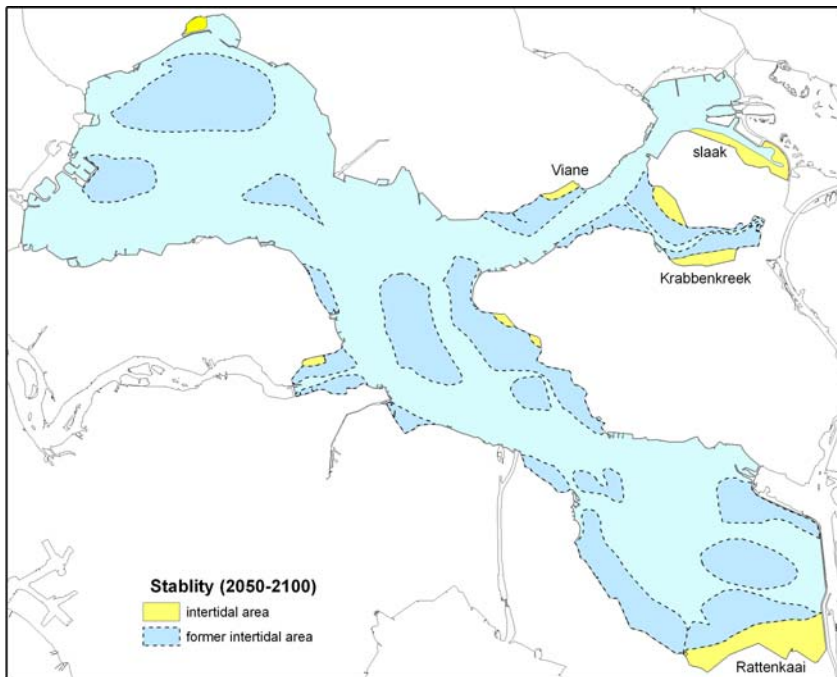 slaak
Viane
Krabbenkreek
Stablity (2050-2100)
intertidal area
former intertidal area
Rattenkaai